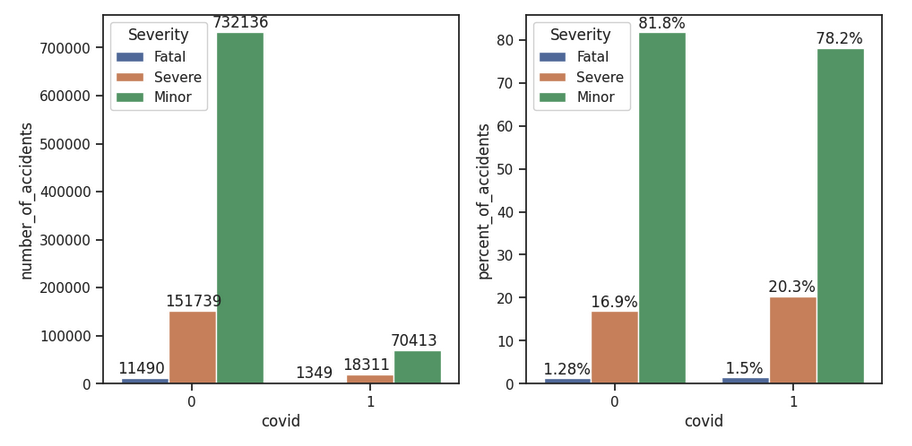 Severity
Fatal
Severe
Minor
number_of_accidents
700000
600000
500000
400000
300000
200000
100000
0
11490
151739
732136
1349
18311
70413
0
1
covid
Severity
Fatal
Severe
Minor
percent_of_accidents
80
70
60
50
40
30
20
10
0
1.28%
16.9%
81.8%
1.5%
20.3%
78.2%
0
1
covid